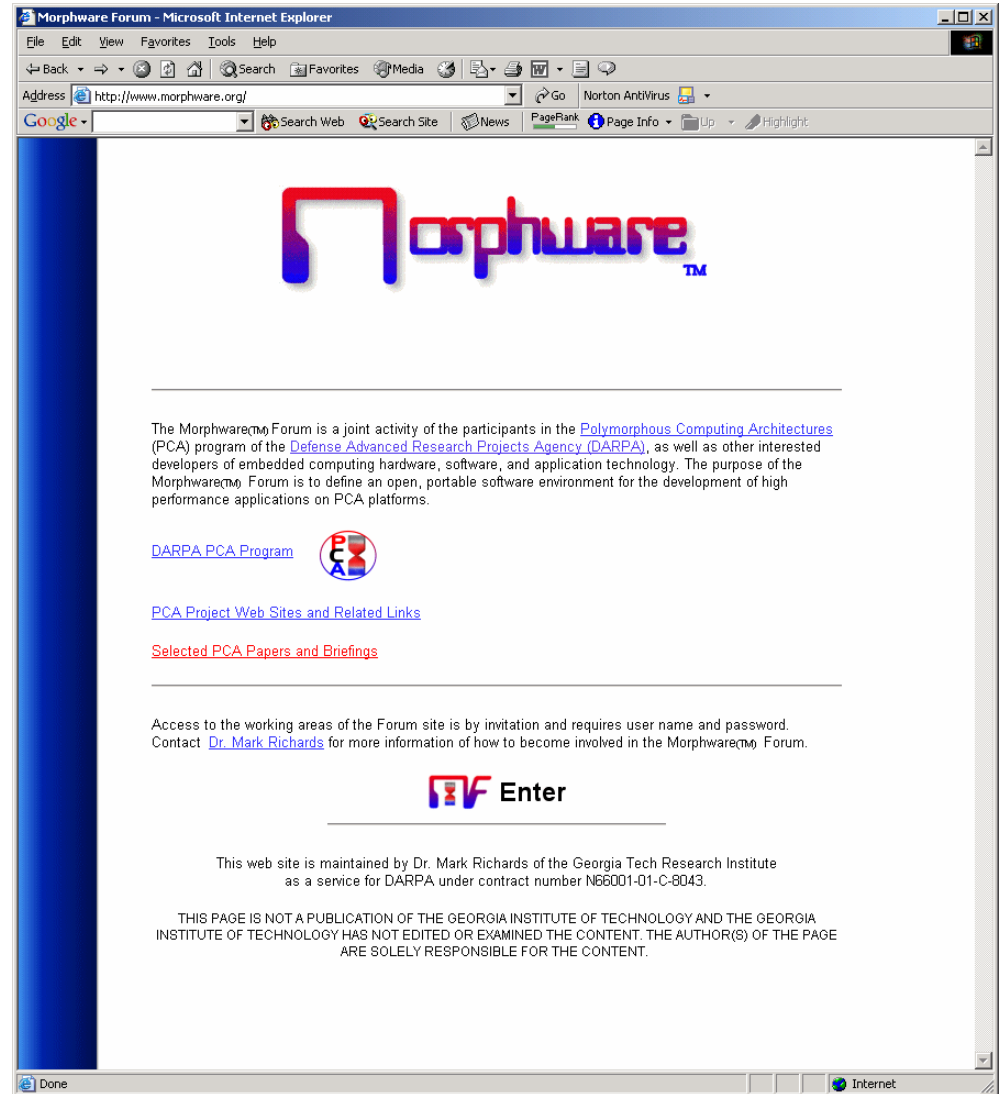 Morphware Forum - Microsoft Internet Explorer
File Edit View Favorites Tools Help
Back Search Favorites Media
Address http://www.morphware.org/ Go Norton AntiVirus
Google Search Web Search Site News PageRank Page Info Up Highlight
Morphware
TM
The Morphware(TM) Forum is a joint activity of the participants in the Polymorphous Computing Architectures
(PCA) program of the Defense Advanced Research Projects Agency (DARPA), as well as other interested
developers of embedded computing hardware, software, and application technology. The purpose of the
Morphware(TM) Forum is to define an open, portable software environment for the development of high
performance applications on PCA platforms.
DARPA PCA Program
PCA
PCA Project Web Sites and Related Links
Selected PCA Papers and Briefings
Access to the working areas of the Forum site is by invitation and requires user name and password.
Contact Dr. Mark Richards for more information of how to become involved in the Morphware(TM) Forum.
MF Enter
This web site is maintained by Dr. Mark Richards of the Georgia Tech Research Institute
as a service for DARPA under contract number N66001-01-C-8043.
THIS PAGE IS NOT A PUBLICATION OF THE GEORGIA INSTITUTE OF TECHNOLOGY AND THE GEORGIA
INSTITUTE OF TECHNOLOGY HAS NOT EDITED OR EXAMINED THE CONTENT. THE AUTHOR(S) OF THE PAGE
ARE SOLELY RESPONSIBLE FOR THE CONTENT.
Done Internet